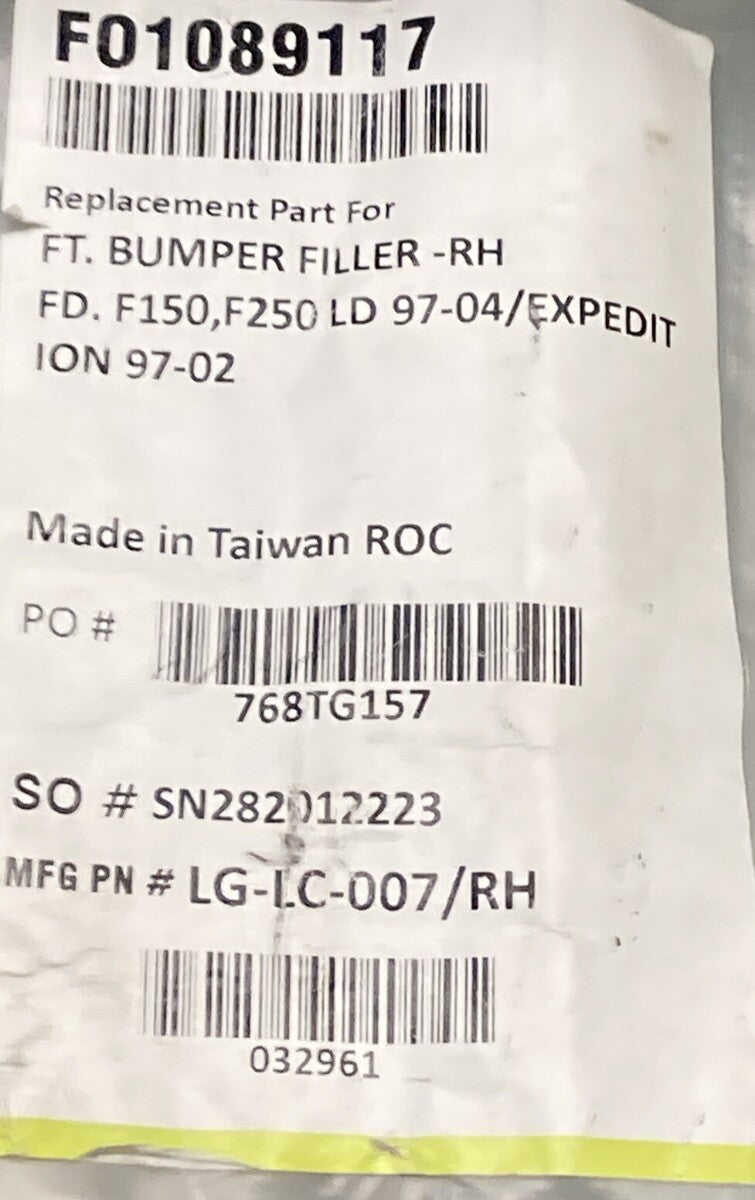 F01089117
Replacement Part For
FT. BUMPER FILLER -RH
FD. F150,F250 LD 97-04/EXPEDIT
ION 97-02
Made in Taiwan ROC
PO #
768TG157
SO # SN282012223
MFG PN # LG-LC-007/RH
032961